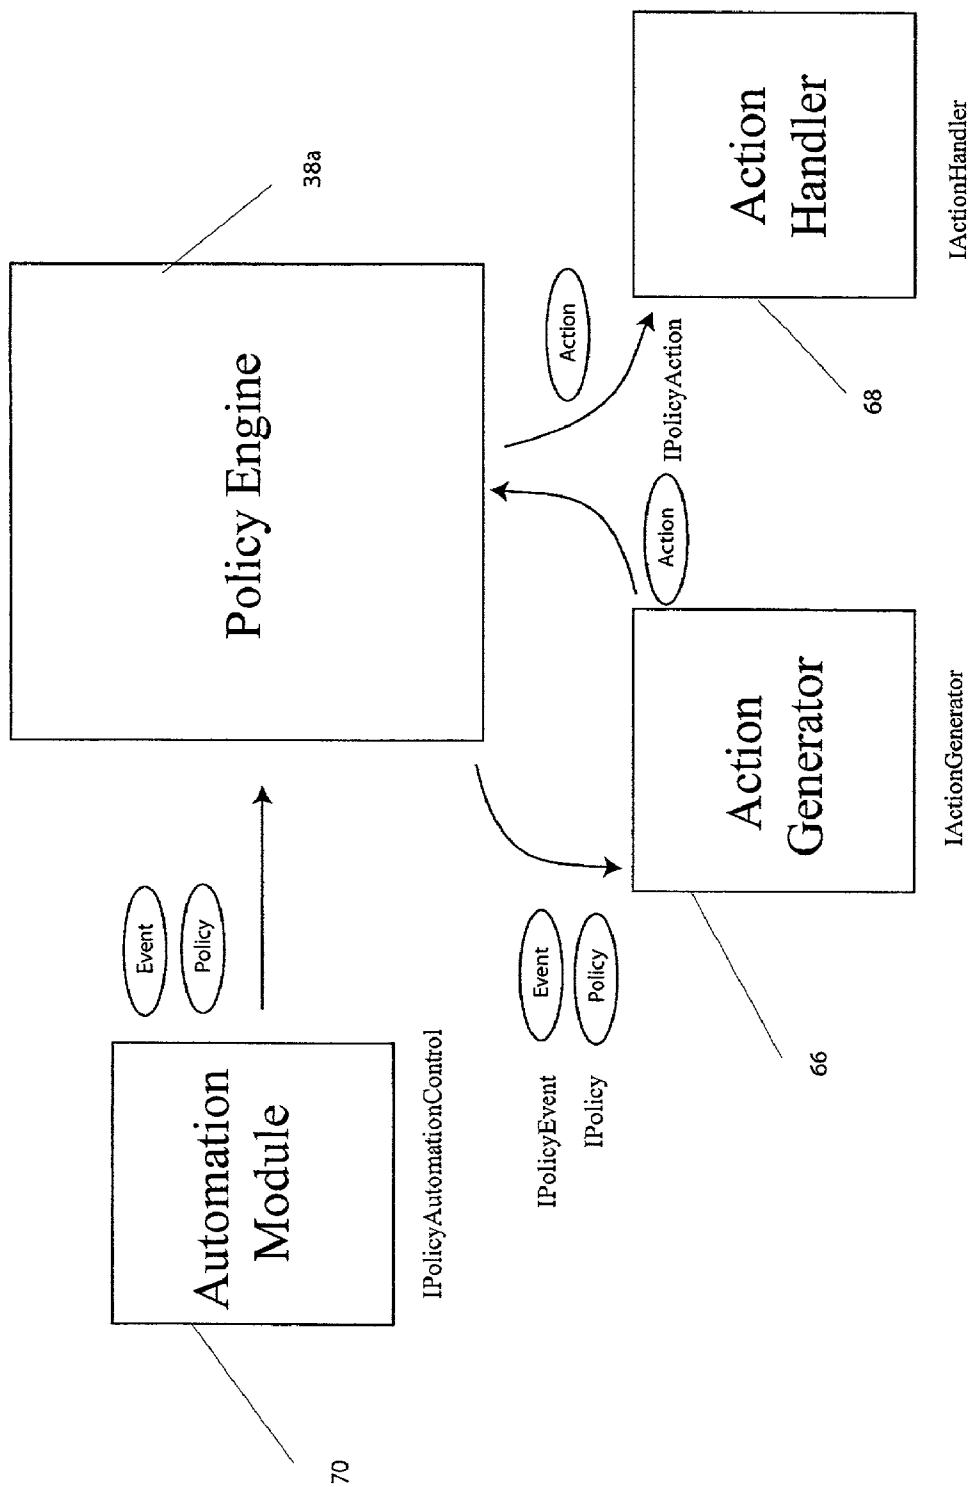 70
Automation
Module
IPolicyAutomationControl
Event
Policy
Policy Engine
38a
IPolicyEvent
IPolicy
Event
Policy
66
Action
Generator
IActionGenerator
Action
IPolicyAction
Action
68
Action
Handler
IActionHandler